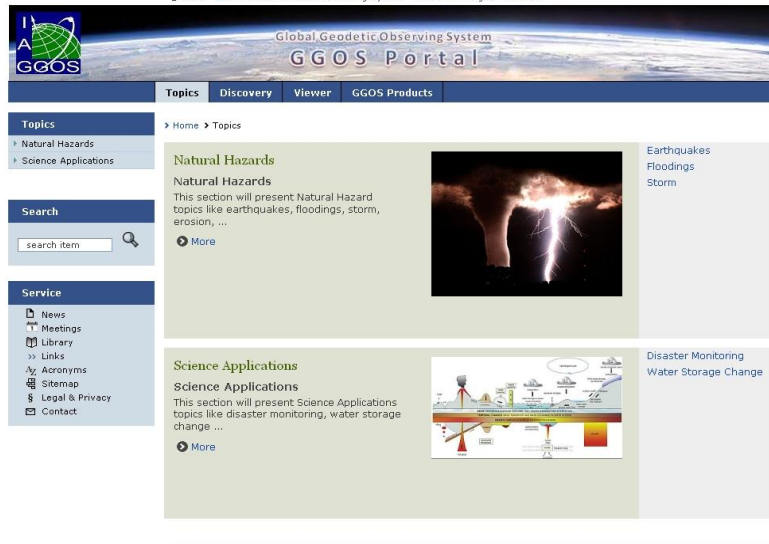 I
A
G
GGOS
Global Geodetic Observing System
GGOS Portal
Topics Discovery Viewer GGOS Products
Topics
Natural Hazards
Science Applications
Search
search item
Service
News
Meetings
Library
Links
Acronyms
Sitemap
Legal & Privacy
Contact
> Home > Topics
Natural Hazards
Natural Hazards
This section will present Natural Hazard
topics like earthquakes, floodings, storm,
erosion, ...
More
Earthquakes
Floodings
Storm
Science Applications
Science Applications
This section will present Science Applications
topics like disaster monitoring, water storage
change ...
More
Disaster Monitoring
Water Storage Change